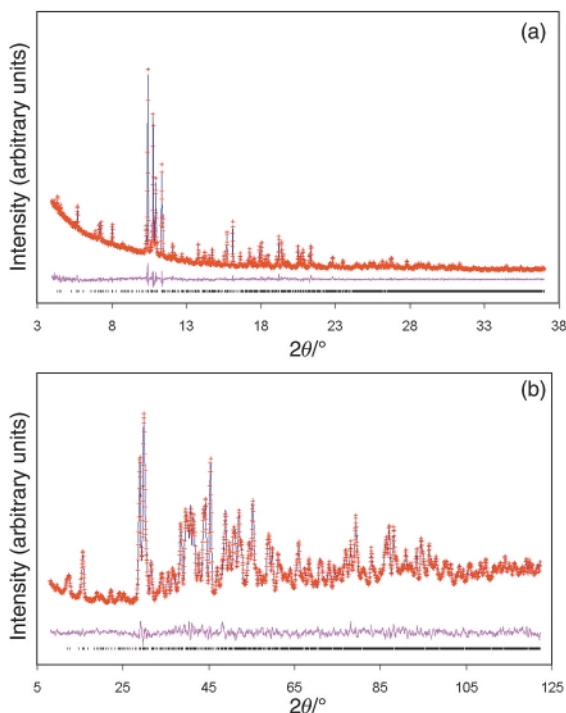 (a)
Intensity (arbitrary units)
3 8 13 18 23 28 33 38
2θ/°
(b)
Intensity (arbitrary units)
5 25 45 65 85 105 125
2θ/°